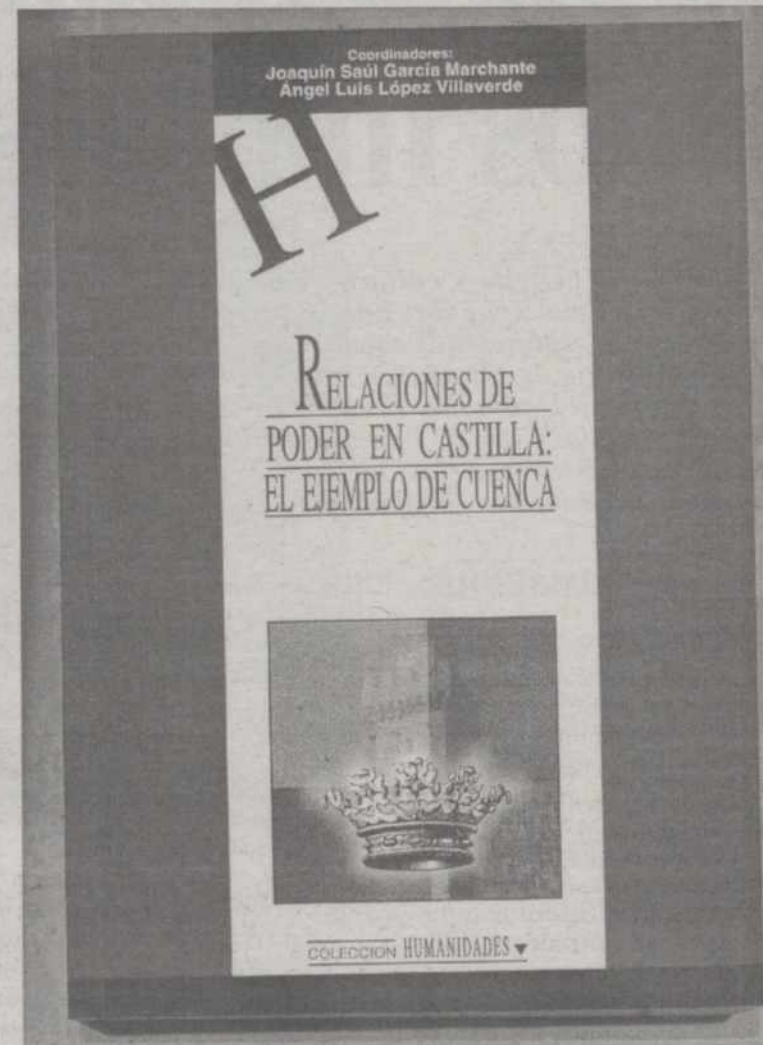 Coordinadores:
Joaquín Saúl García Marchante
Angel Luis López Villaverde
H
RELACIONES DE
PODER EN CASTILLA:
EL EJEMPLO DE CUENCA
COLECCION HUMANIDADES